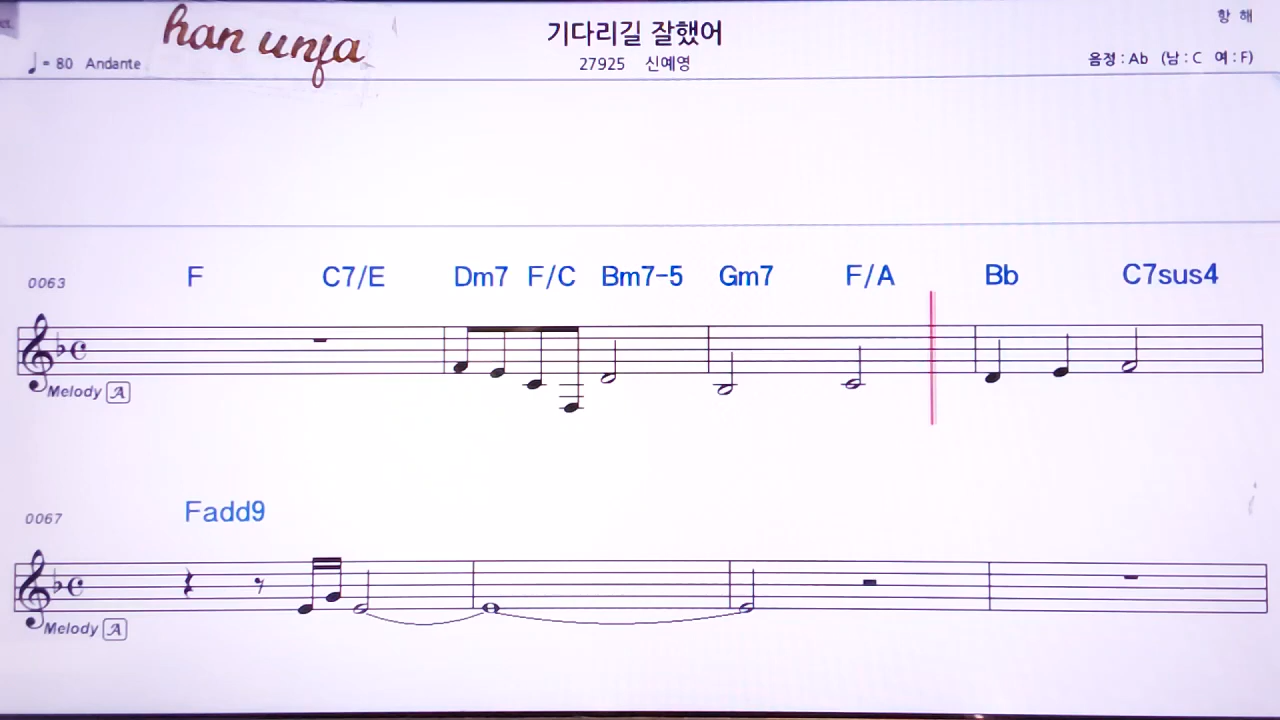 han unja
기다리길 잘했어
항 해
♩ = 80 Andante
27925 신예영
음정 : Ab (남 : C 여 : F)
0063 F C7/E Dm7 F/C Bm7-5 Gm7 F/A Bb C7sus4
Melody A
0067 Fadd9
Melody A